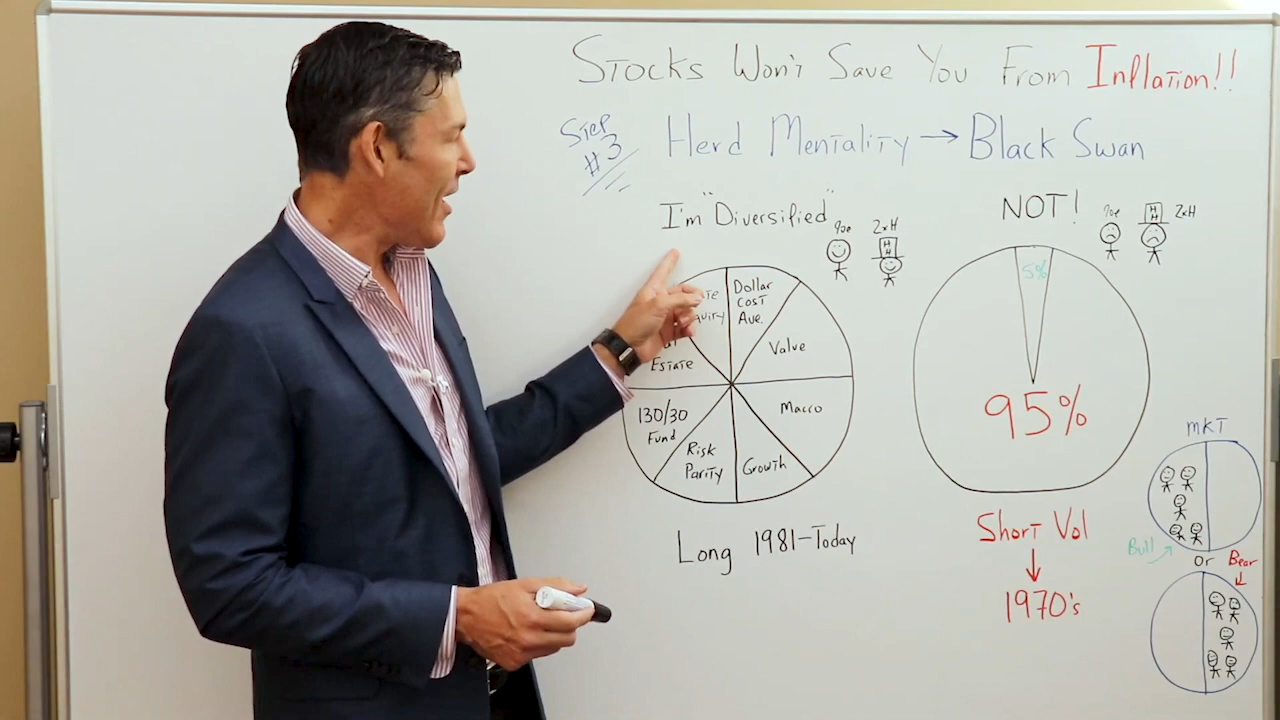 Stocks Won't Save You From Inflation!!
Step
#3
Herd Mentality → Black Swan
I'm "Diversified"
NOT!
Joe
2xH
Joe
2xH
H
H
H
H
Dollar
Cost
Ave.
Value
Macro
Growth
Risk
Parity
130/30
Fund
Estate
Long 1981-Today
5%
95%
Short Vol
↓
1970's
MKT
Bull
or
Bear